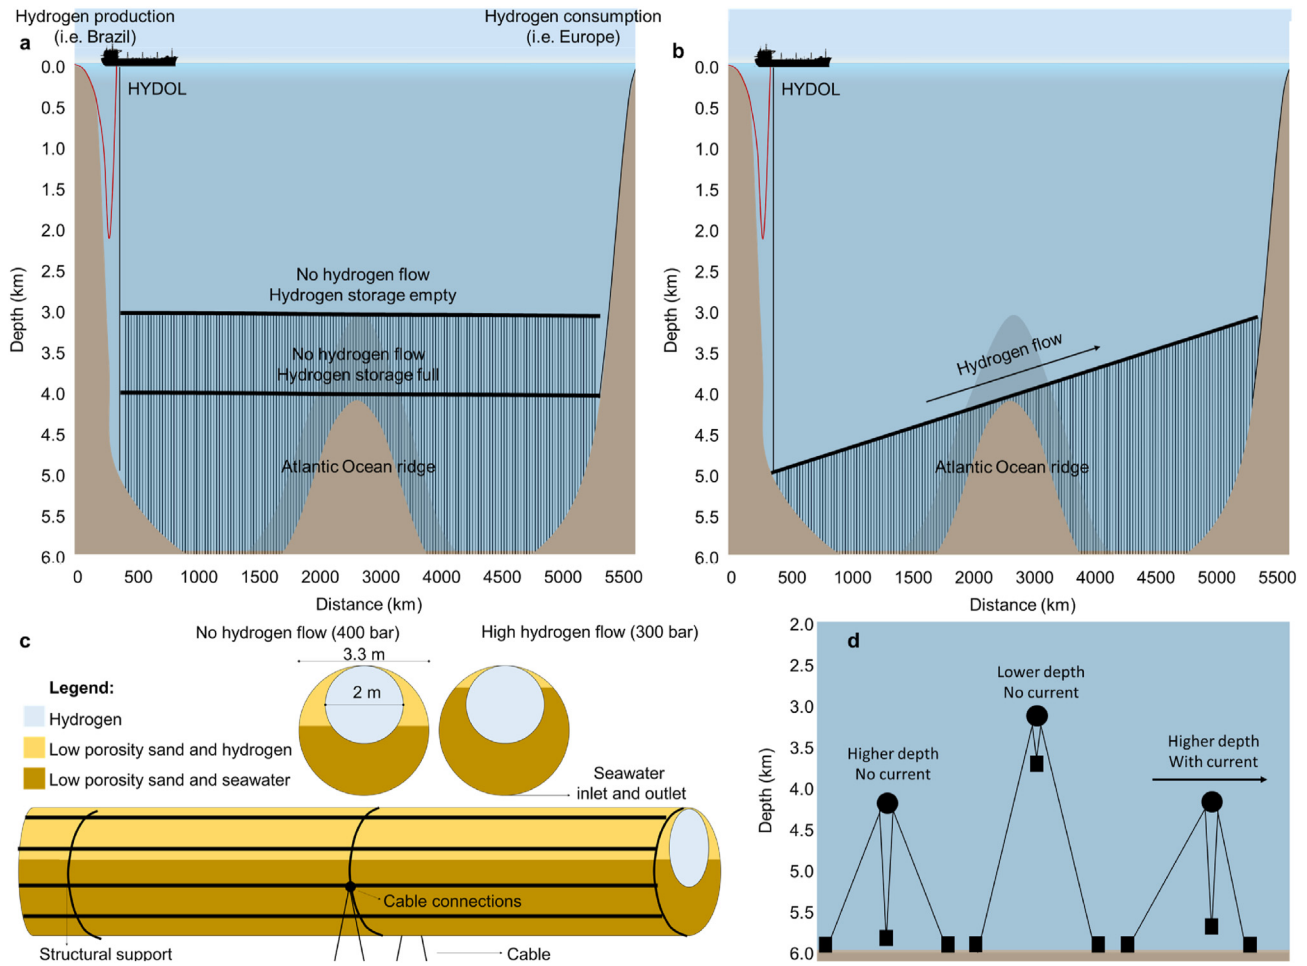 Hydrogen production
(i.e. Brazil)
Hydrogen consumption
(i.e. Europe)
a
HYDOL
0.0
0.5
1.0
1.5
2.0
2.5
3.0
3.5
4.0
4.5
5.0
5.5
6.0
Depth (km)
No hydrogen flow
Hydrogen storage empty
No hydrogen flow
Hydrogen storage full
Atlantic Ocean ridge
0 500 1000 1500 2000 3000 4000 4500 5000 5500
Distance (km)
b
HYDOL
0.0
0.5
1.0
1.5
2.0
2.5
3.0
3.5
4.0
4.5
5.0
5.5
6.0
Depth (km)
Hydrogen flow
Atlantic Ocean ridge
0 500 1000 1500 2000 3000 4000 4500 5000 5500
Distance (km)
c
No hydrogen flow (400 bar)
High hydrogen flow (300 bar)
3.3 m
2 m
Legend:
Hydrogen
Low porosity sand and hydrogen
Low porosity sand and seawater
Seawater
inlet and outlet
Cable connections
Structural support
Cable
d
2.0
2.5
3.0
3.5
4.0
4.5
5.0
5.5
6.0
Depth (km)
Lower depth
No current
Higher depth
No current
Higher depth
With current